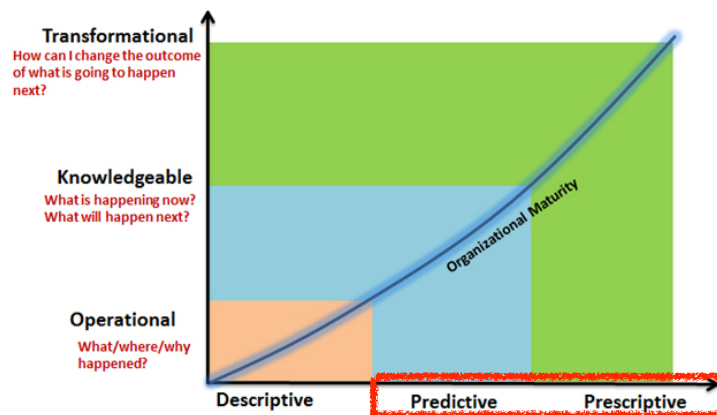 Transformational
How can I change the outcome
of what is going to happen
next?
Knowledgeable
What is happening now?
What will happen next?
Organizational Maturity
Operational
What/where/why
happened?
Descriptive
Predictive
Prescriptive